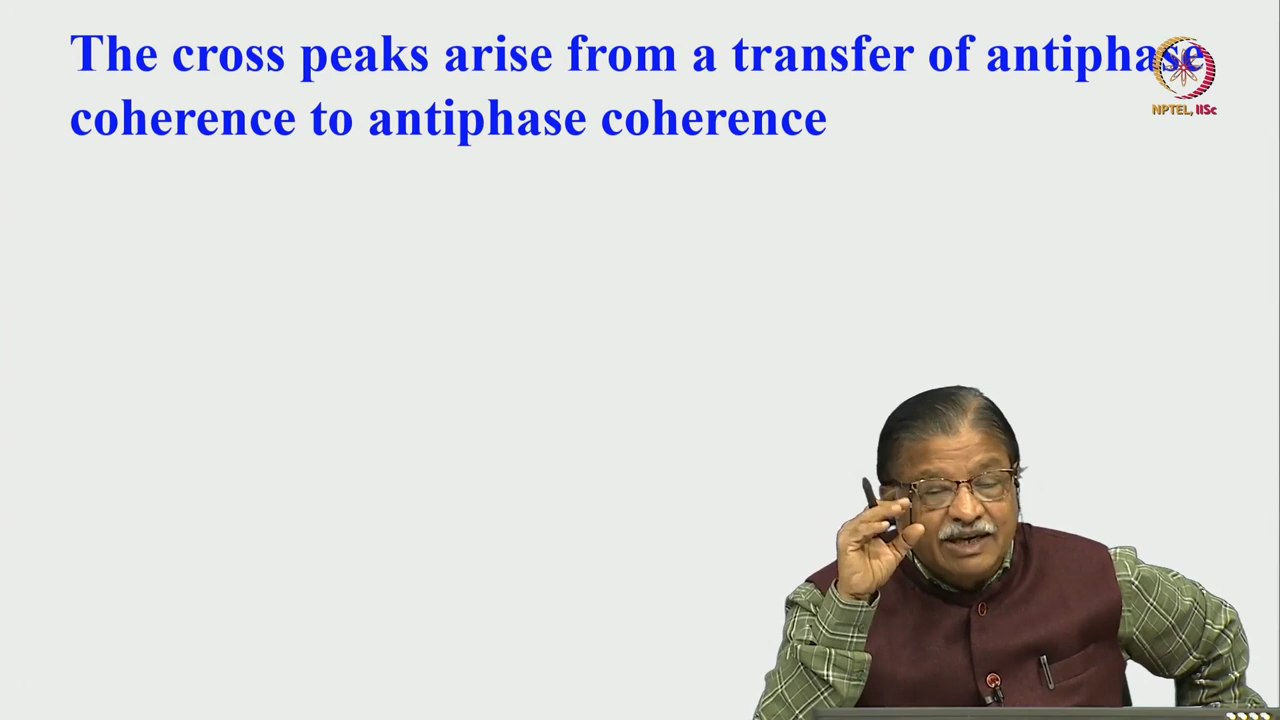 The cross peaks arise from a transfer of antiphase
coherence to antiphase coherence
NPTEL, IISc